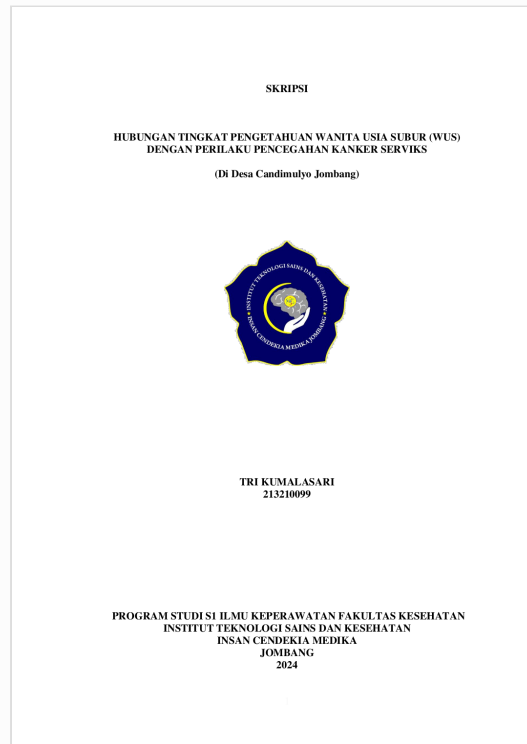 SKRIPSI
HUBUNGAN TINGKAT PENGETAHUAN WANITA USIA SUBUR (WUS)
DENGAN PERILAKU PENCEGAHAN KANKER SERVIKS
(Di Desa Candimulyo Jombang)
INSTITUT TEKNOLOGI SAINS DAN KESEHATAN
INSAN CENDEKIA MEDIKA JOMBANG
TRI KUMALASARI
213210099
PROGRAM STUDI S1 ILMU KEPERAWATAN FAKULTAS KESEHATAN
INSTITUT TEKNOLOGI SAINS DAN KESEHATAN
INSAN CENDEKIA MEDIKA
JOMBANG
2024